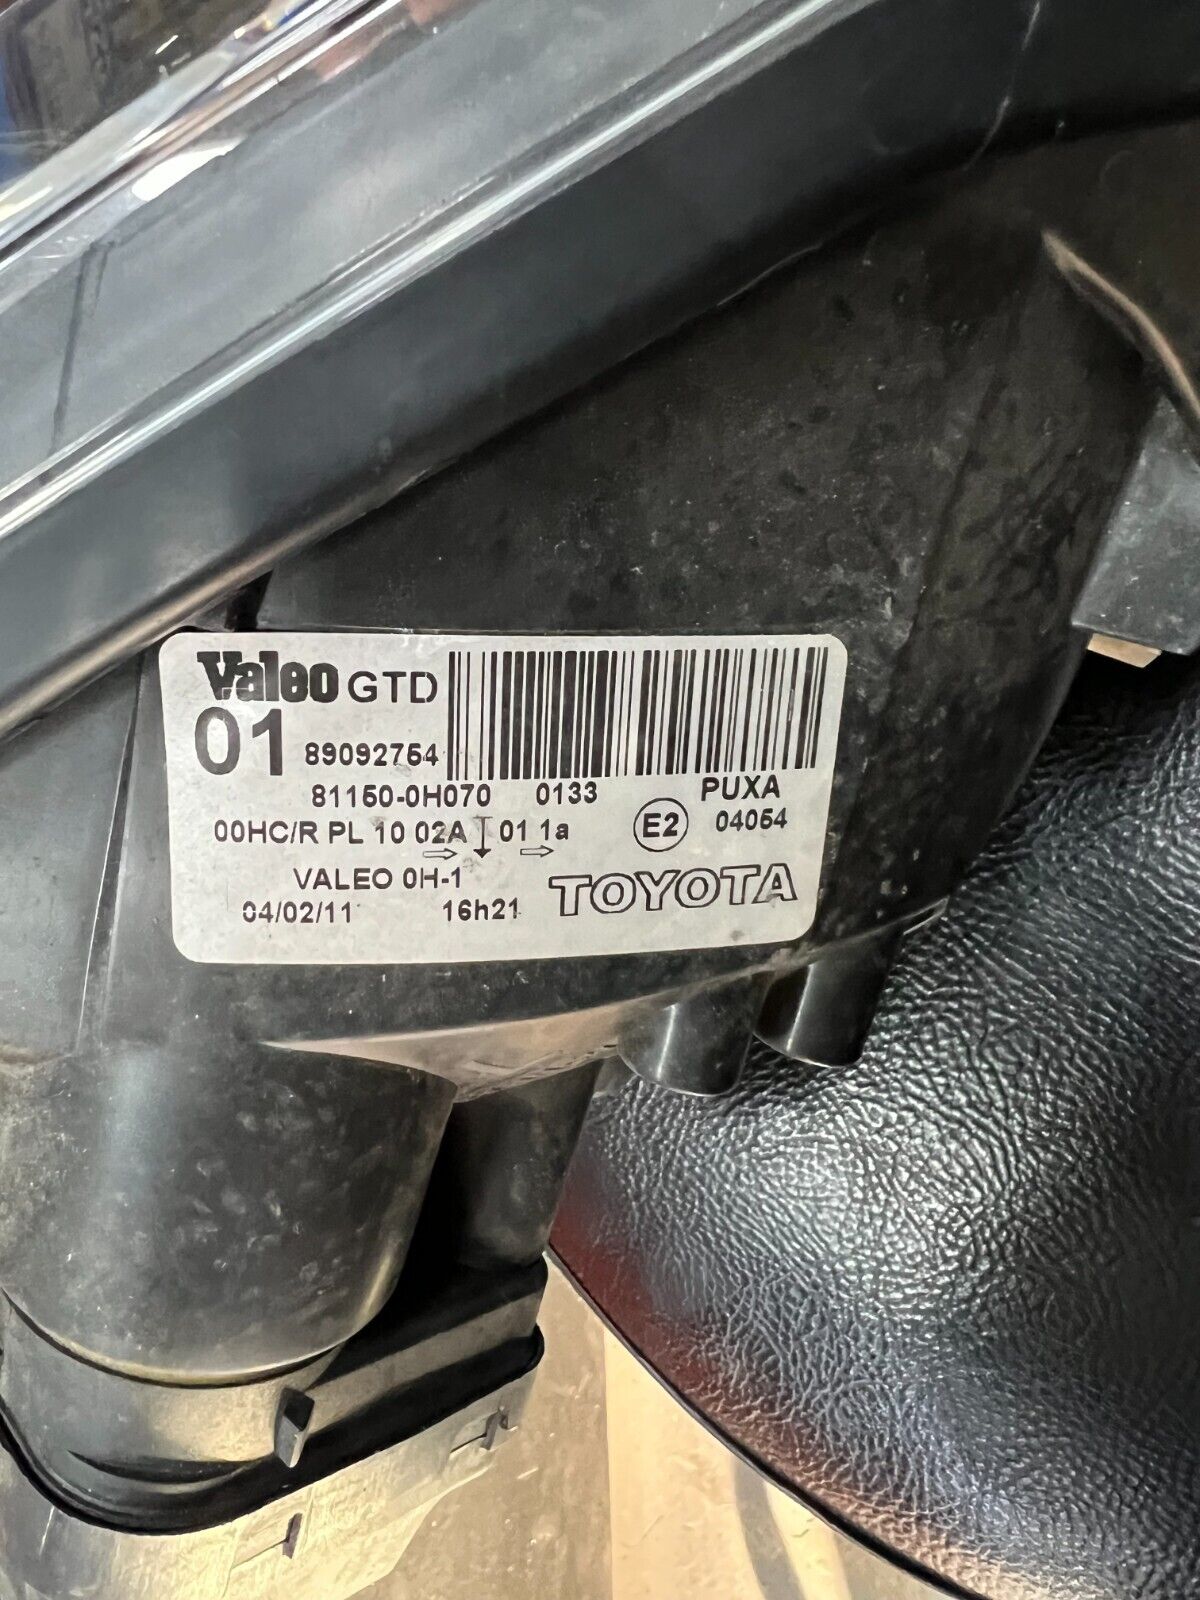 Valeo GTD
01 89092754
81150-0H070 0133 PUXA
00HC/R PL 10 02A 01 1a E2 04054
VALEO 0H-1 TOYOTA
04/02/11 16h21